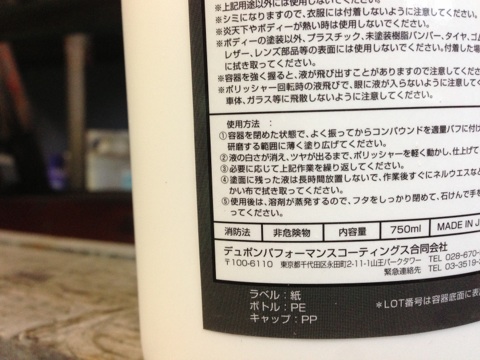 ※上記用途以外には使用しないでください。
※シミになりますので、衣服には付着しないように注意してください。
※炎天下やボディーが熱い時は使用しないでください。
※ボディーの塗装以外、プラスチック、未塗装樹脂バンパー、タイヤ、ゴム
レザー、レンズ部品等の表面には使用しないでください。付着した場
に拭き取ってください。
※容器を強く握ると、液が飛び出すことがありますので注意してくださ
※ポリッシャー回転時の液飛びで、眼に液が入らないように注意して
車体、ガラス等に飛散しないように注意してください。
使用方法：
①容器を閉めた状態で、よく振ってからコンパウンドを適量バフに付け
研磨する範囲に薄く塗り広げてください。
②液の白さが消え、ツヤが出るまで、ポリッシャーを軽く動かし、仕上げて
③必要に応じて上記作業を繰り返してください。
④塗面に残った液は長時間放置しないで、作業後すぐにネルウエスな
かい布で拭き取ってください。
⑤使用後は、溶剤が蒸発するので、フタをしっかり閉めて、石けんで手を
ってください。
消防法 非危険物 内容量 750ml MADE IN J
デュポンパフォーマンスコーティングス合同会社
〒100-6110 東京都千代田区永田町2-11-1山王パークタワー TEL 028-670-
緊急連絡先 TEL 03-3519-
ラベル：紙
ボトル：PE
キャップ：PP
＊LOT番号は容器底面に表